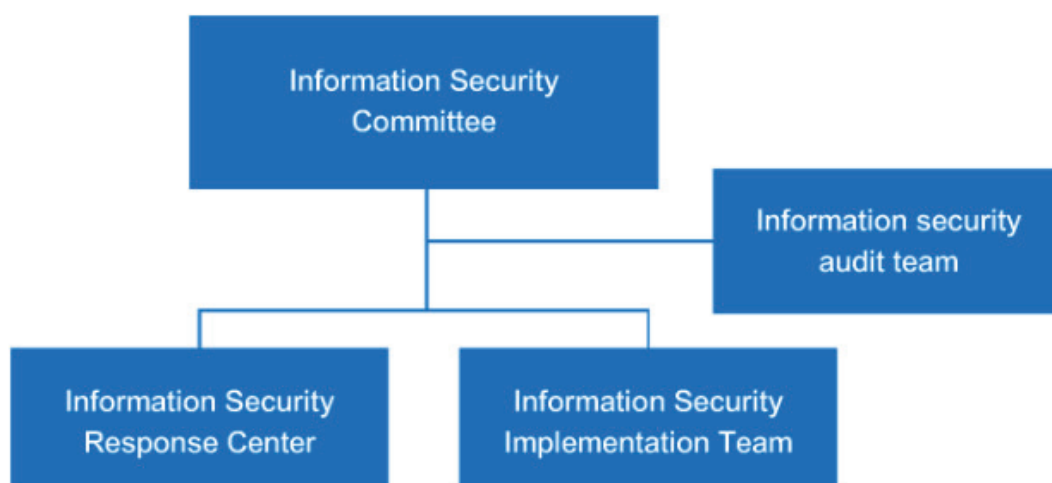 Information Security
Committee
Information security
audit team
Information Security
Response Center
Information Security
Implementation Team